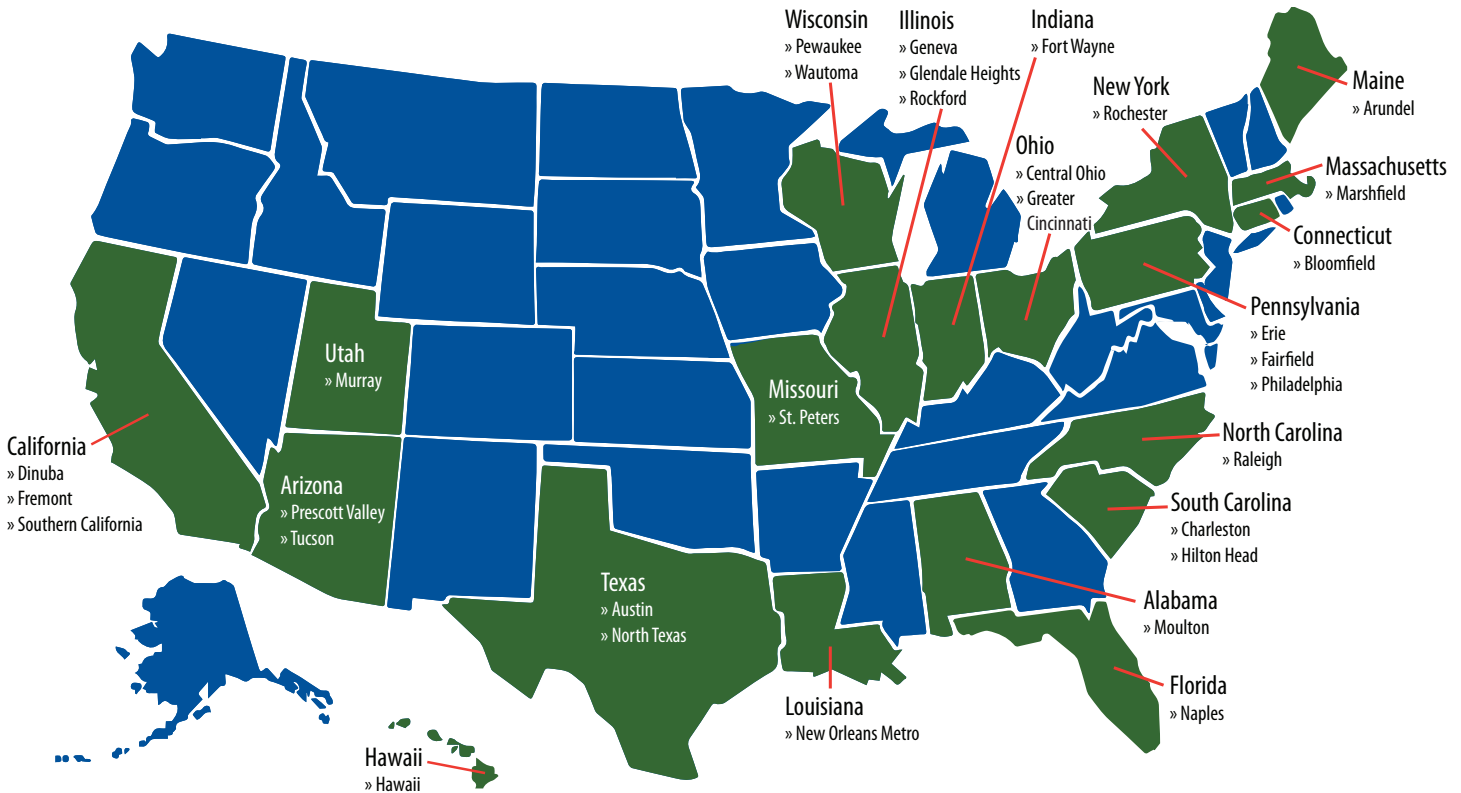 Wisconsin
» Pewaukee
» Wautoma
Illinois
» Geneva
» Glendale Heights
» Rockford
Indiana
» Fort Wayne
New York
» Rochester
Maine
» Arundel
Ohio
» Central Ohio
» Greater
Cincinnati
Massachusetts
» Marshfield
Connecticut
» Bloomfield
Pennsylvania
» Erie
» Fairfield
» Philadelphia
Utah
» Murray
Missouri
» St. Peters
California
» Dinuba
» Fremont
» Southern California
Arizona
» Prescott Valley
» Tucson
North Carolina
» Raleigh
South Carolina
» Charleston
» Hilton Head
Texas
» Austin
» North Texas
Alabama
» Moulton
Florida
» Naples
Louisiana
» New Orleans Metro
Hawaii
» Hawaii